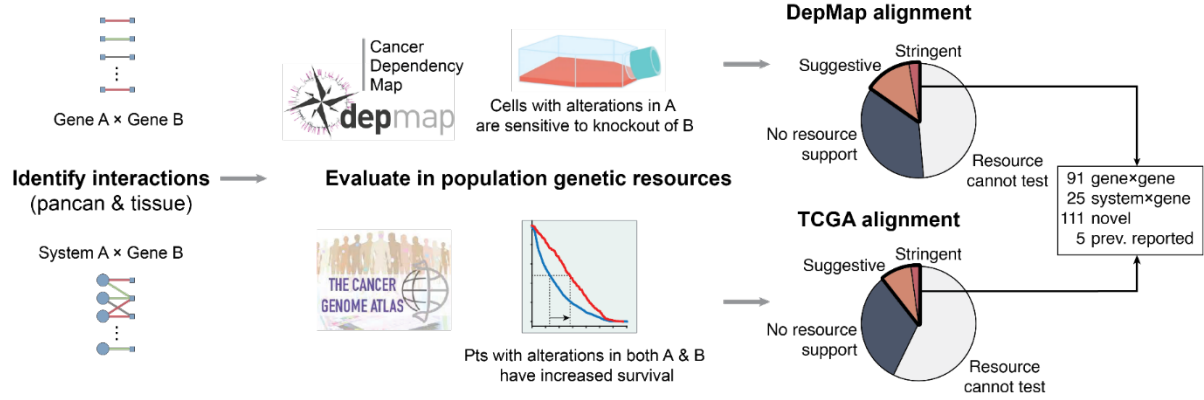 Gene A × Gene B
Identify interactions
(pancan & tissue)
System A × Gene B
Cancer
Dependency
Map
depmap
Cells with alterations in A
are sensitive to knockout of B
Evaluate in population genetic resources
THE CANCER
GENOME ATLAS
Pts with alterations in both A & B
have increased survival
DepMap alignment
Stringent
Suggestive
No resource
support
Resource
cannot test
TCGA alignment
Stringent
Suggestive
No resource
support
Resource
cannot test
91 gene×gene
25 system×gene
111 novel
5 prev. reported